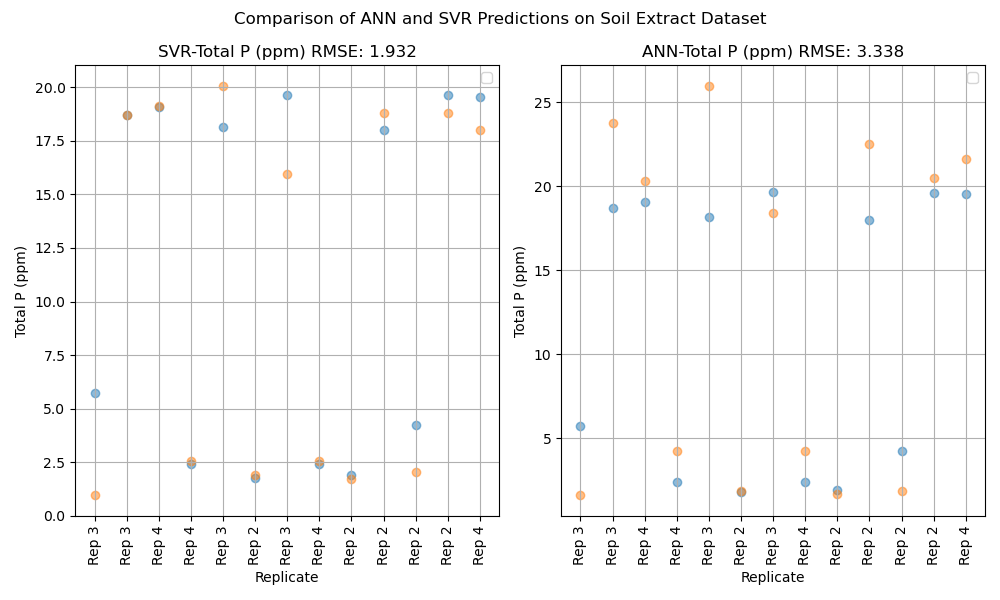 Comparison of ANN and SVR Predictions on Soil Extract Dataset
SVR-Total P (ppm) RMSE: 1.932
Total P (ppm)
20.0
17.5
15.0
12.5
10.0
7.5
5.0
2.5
0.0
Rep 3
Rep 3
Rep 4
Rep 4
Rep 3
Rep 2
Rep 3
Rep 4
Rep 2
Rep 2
Rep 2
Rep 2
Rep 4
Replicate
ANN-Total P (ppm) RMSE: 3.338
Total P (ppm)
25
20
15
10
5
Rep 3
Rep 3
Rep 4
Rep 4
Rep 3
Rep 2
Rep 3
Rep 4
Rep 2
Rep 2
Rep 2
Rep 2
Rep 4
Replicate